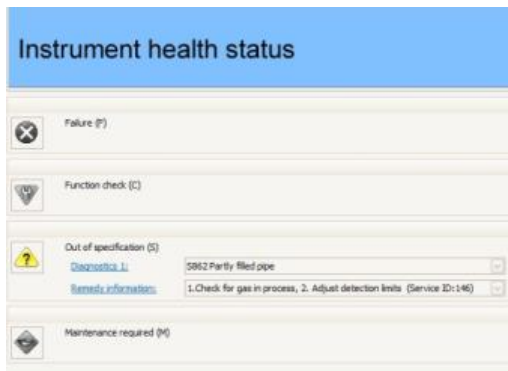 Instrument health status
Failure (F)
Function check (C)
Out of specification (S)
Diagnostics 1: S862 Partly filled pipe
Remedy information: 1.Check for gas in process, 2. Adjust detection limits (Service ID:146)
Maintenance required (M)